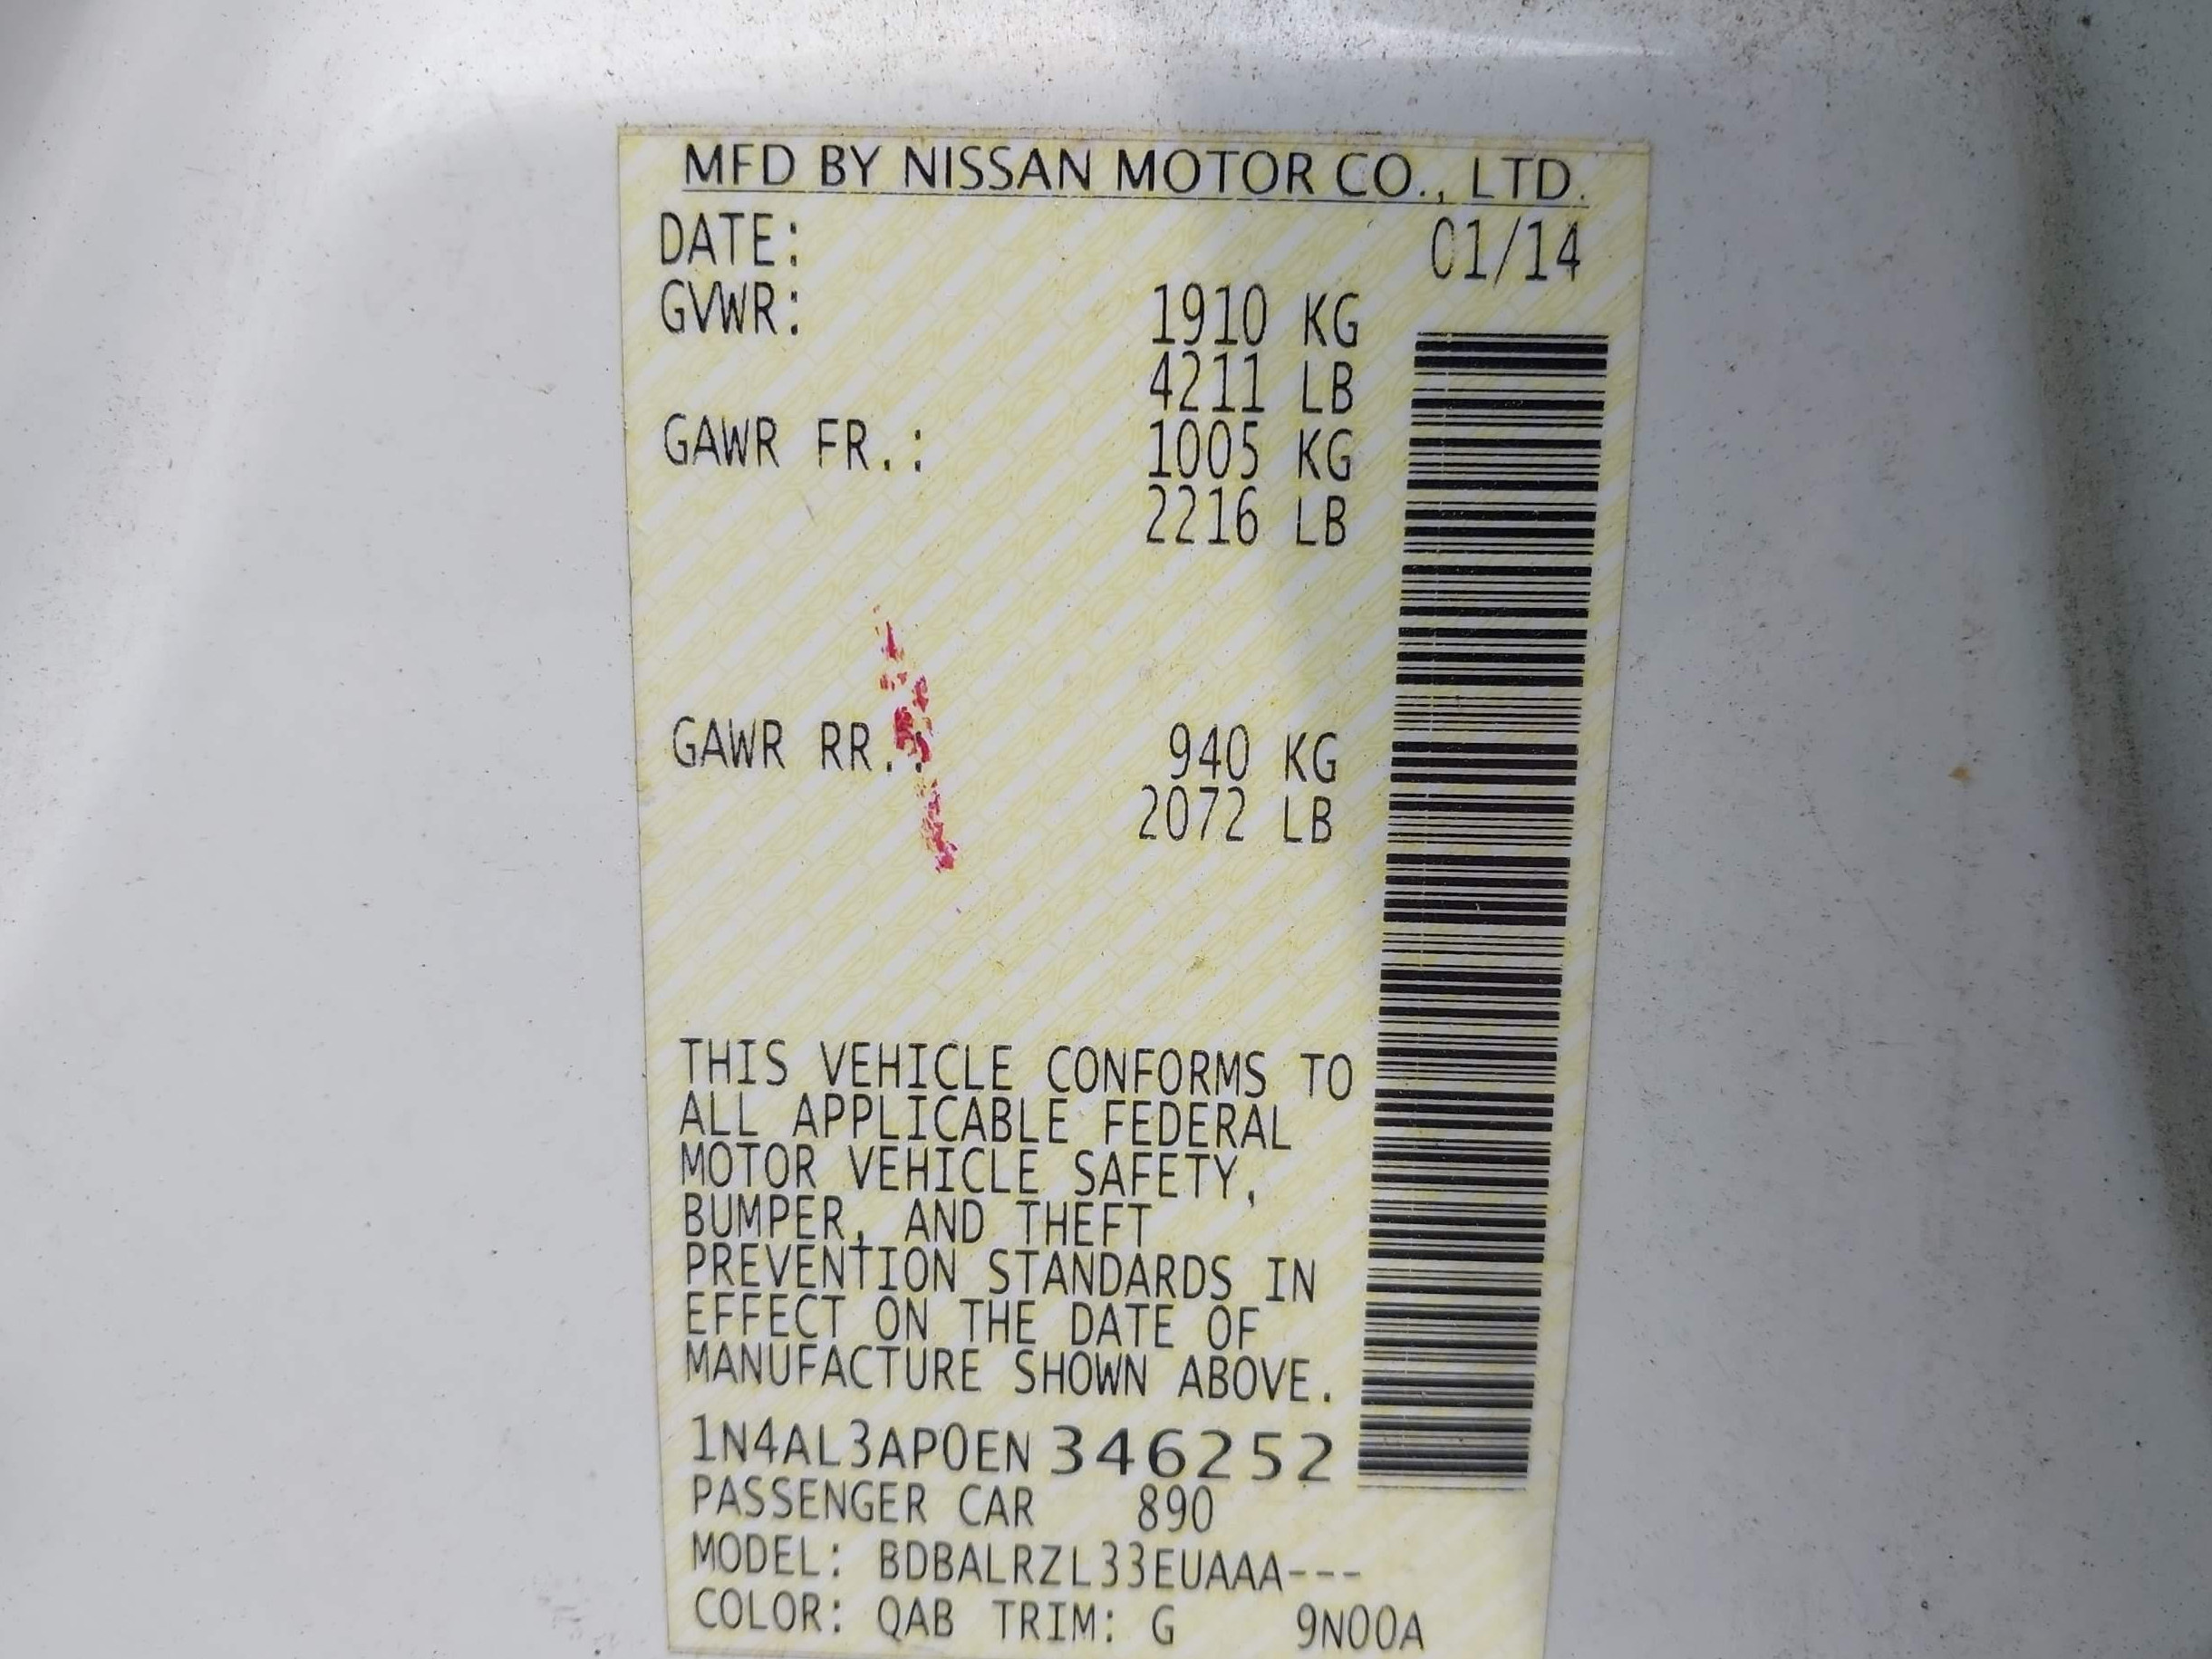 MFD BY NISSAN MOTOR CO., LTD.
DATE: 01/14
GVWR: 1910 KG
4211 LB
GAWR FR.: 1005 KG
2216 LB
GAWR RR.: 940 KG
2072 LB
THIS VEHICLE CONFORMS TO
ALL APPLICABLE FEDERAL
MOTOR VEHICLE SAFETY,
BUMPER, AND THEFT
PREVENTION STANDARDS IN
EFFECT ON THE DATE OF
MANUFACTURE SHOWN ABOVE.
1N4AL3AP0EN346252
PASSENGER CAR 890
MODEL: BDBALRZL33EUAAA---
COLOR: QAB TRIM: G 9N00A